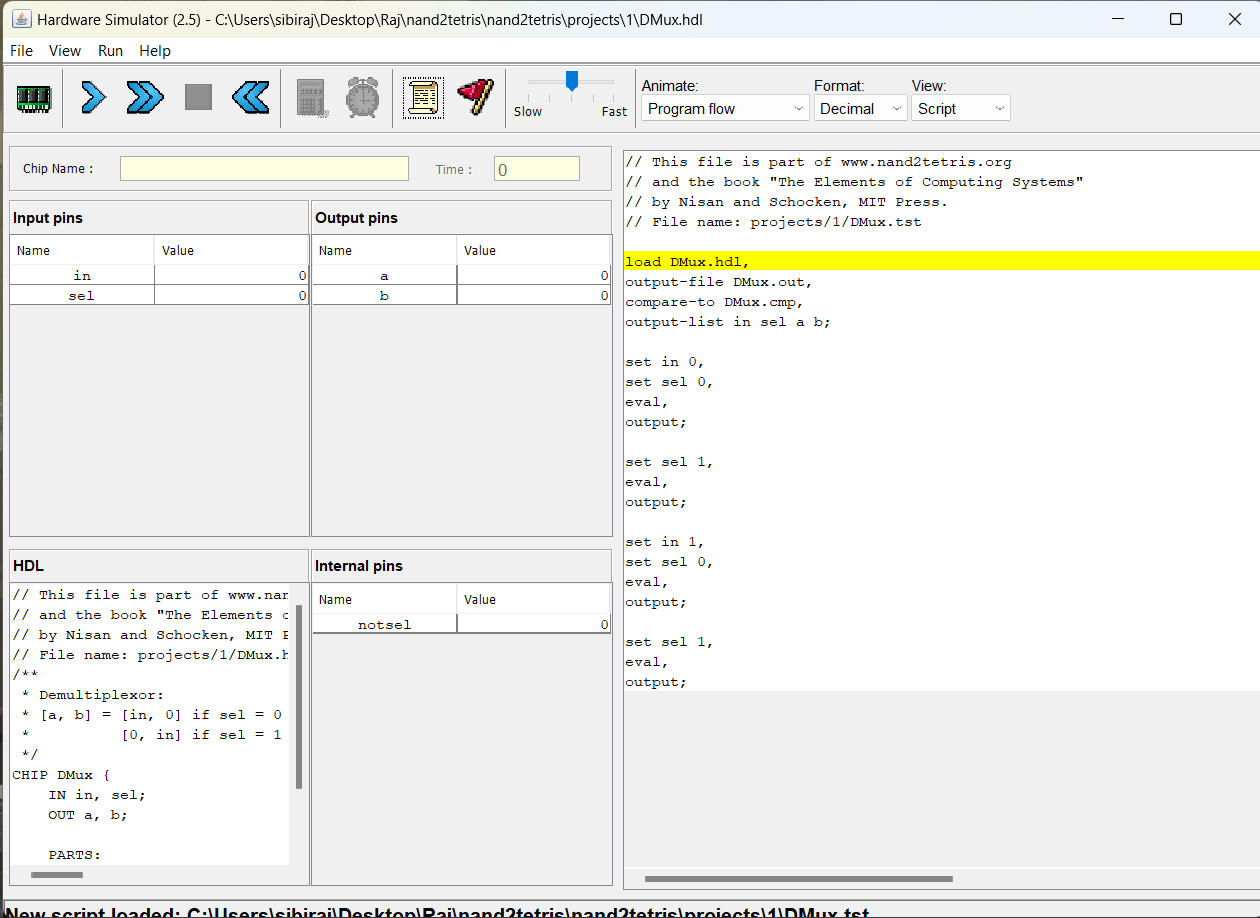 Hardware Simulator (2.5) - C:\Users\sibiraj\Desktop\Raj\nand2tetris\nand2tetris\projects\1\DMux.hdl
File View Run Help
Slow Fast
Animate: Format: View:
Program flow Decimal Script
Chip Name : Time : 0
Input pins
Name Value
in 0
sel 0
Output pins
Name Value
a 0
b 0
HDL
// This file is part of www.nan
// and the book "The Elements o
// by Nisan and Schocken, MIT P
// File name: projects/1/DMux.h
/**
* Demultiplexor:
* [a, b] = [in, 0] if sel = 0
* [0, in] if sel = 1
*/
CHIP DMux {
IN in, sel;
OUT a, b;
PARTS:
Internal pins
Name Value
notsel 0
// This file is part of www.nand2tetris.org
// and the book "The Elements of Computing Systems"
// by Nisan and Schocken, MIT Press.
// File name: projects/1/DMux.tst
load DMux.hdl,
output-file DMux.out,
compare-to DMux.cmp,
output-list in sel a b;
set in 0,
set sel 0,
eval,
output;
set sel 1,
eval,
output;
set in 1,
set sel 0,
eval,
output;
set sel 1,
eval,
output;
New script loaded: C:\Users\sibiraj\Desktop\Raj\nand2tetris\nand2tetris\projects\1\DMux.tst